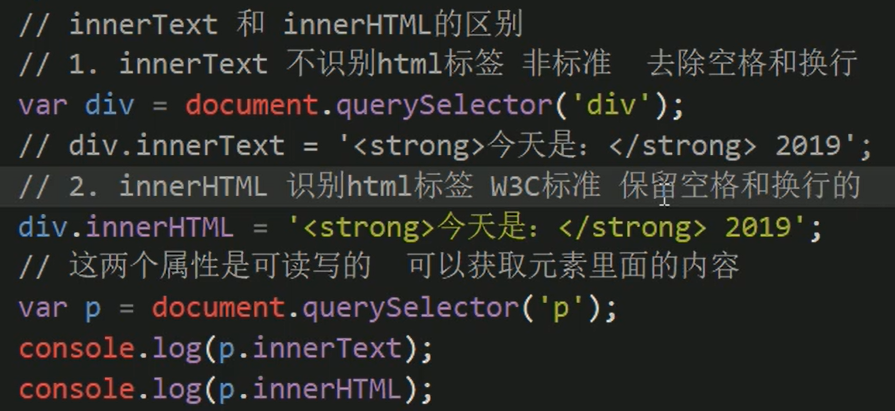 // innerText 和 innerHTML的区别
// 1. innerText 不识别html标签 非标准  去除空格和换行
var div = document.querySelector('div');
// div.innerText = '<strong>今天是：</strong> 2019';
// 2. innerHTML 识别html标签 W3C标准 保留空格和换行的
div.innerHTML = '<strong>今天是：</strong> 2019';
// 这两个属性是可读写的  可以获取元素里面的内容
var p = document.querySelector('p');
console.log(p.innerText);
console.log(p.innerHTML);